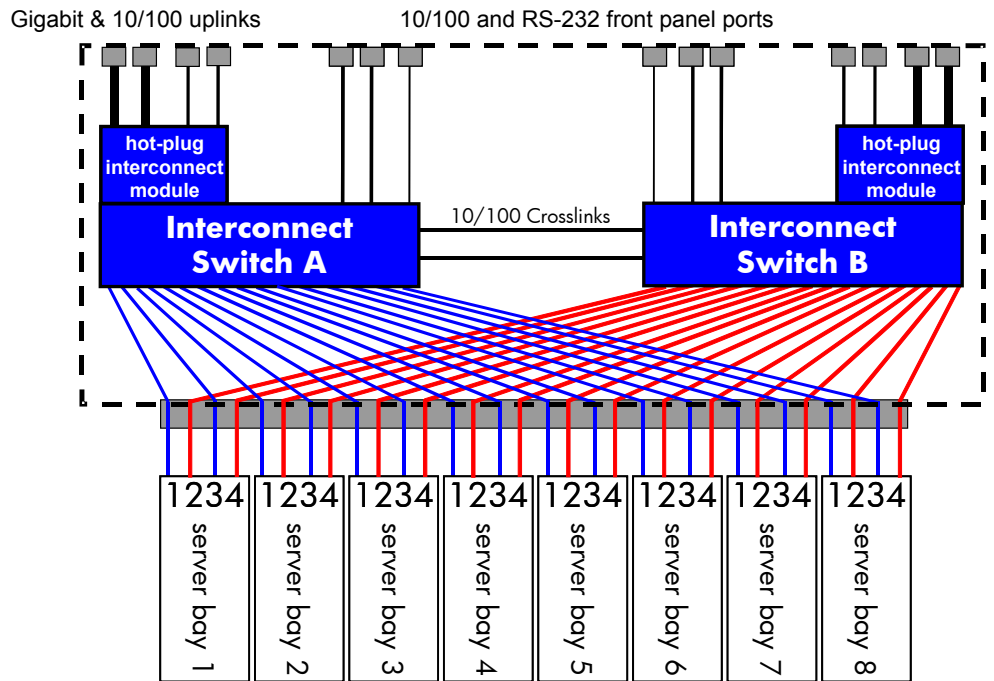 Gigabit & 10/100 uplinks
10/100 and RS-232 front panel ports
hot-plug
interconnect
module
hot-plug
interconnect
module
Interconnect
Switch A
10/100 Crosslinks
Interconnect
Switch B
1234
1234
1234
1234
1234
1234
1234
1234
server bay 1
server bay 2
server bay 3
server bay 4
server bay 5
server bay 6
server bay 7
server bay 8